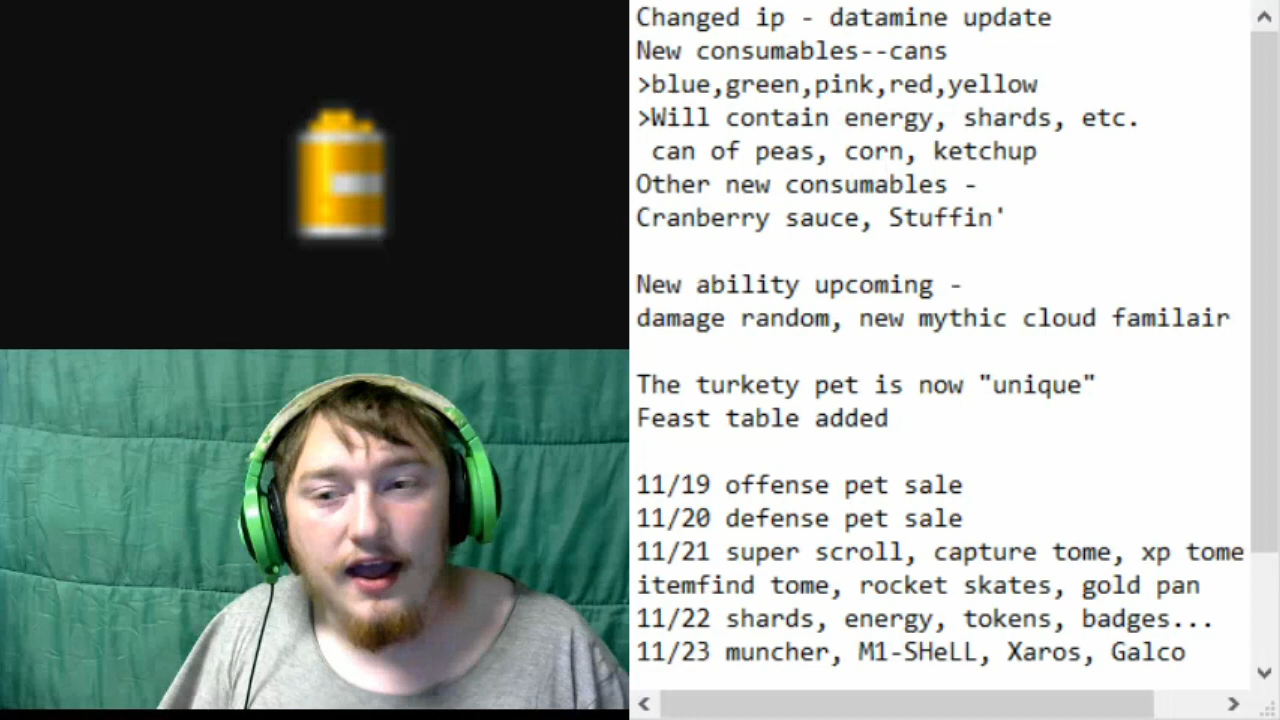 Changed ip - datamine update
New consumables--cans
>blue,green,pink,red,yellow
>Will contain energy, shards, etc.
can of peas, corn, ketchup
Other new consumables -
Cranberry sauce, Stuffin'
New ability upcoming -
damage random, new mythic cloud familair
The turkety pet is now "unique"
Feast table added
11/19 offense pet sale
11/20 defense pet sale
11/21 super scroll, capture tome, xp tome
itemfind tome, rocket skates, gold pan
11/22 shards, energy, tokens, badges...
11/23 muncher, M1-SHeLL, Xaros, Galco